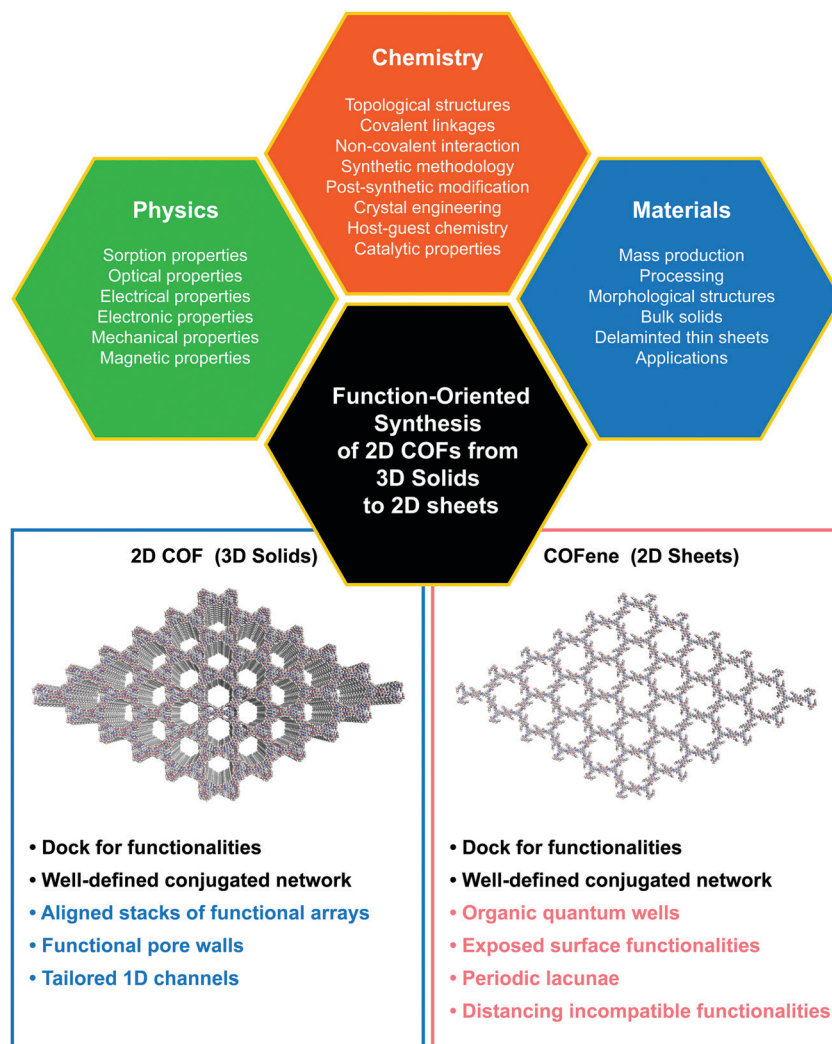 Chemistry
Topological structures
Covalent linkages
Non-covalent interaction
Synthetic methodology
Post-synthetic modification
Crystal engineering
Host-guest chemistry
Catalytic properties
Physics
Sorption properties
Optical properties
Electrical properties
Electronic properties
Mechanical properties
Magnetic properties
Materials
Mass production
Processing
Morphological structures
Bulk solids
Delaminted thin sheets
Applications
Function-Oriented
Synthesis
of 2D COFs from
3D Solids
to 2D sheets
2D COF (3D Solids)
• Dock for functionalities
• Well-defined conjugated network
• Aligned stacks of functional arrays
• Functional pore walls
• Tailored 1D channels
COFene (2D Sheets)
• Dock for functionalities
• Well-defined conjugated network
• Organic quantum wells
• Exposed surface functionalities
• Periodic lacunae
• Distancing incompatible functionalities